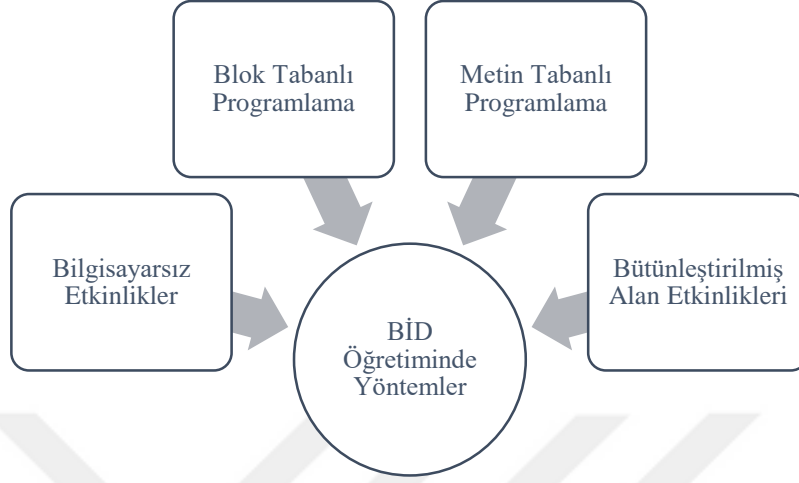 Blok Tabanlı
Programlama
Metin Tabanlı
Programlama
Bilgisayarsız
Etkinlikler
Bütünleştirilmiş
Alan Etkinlikleri
BİD
Öğretiminde
Yöntemler